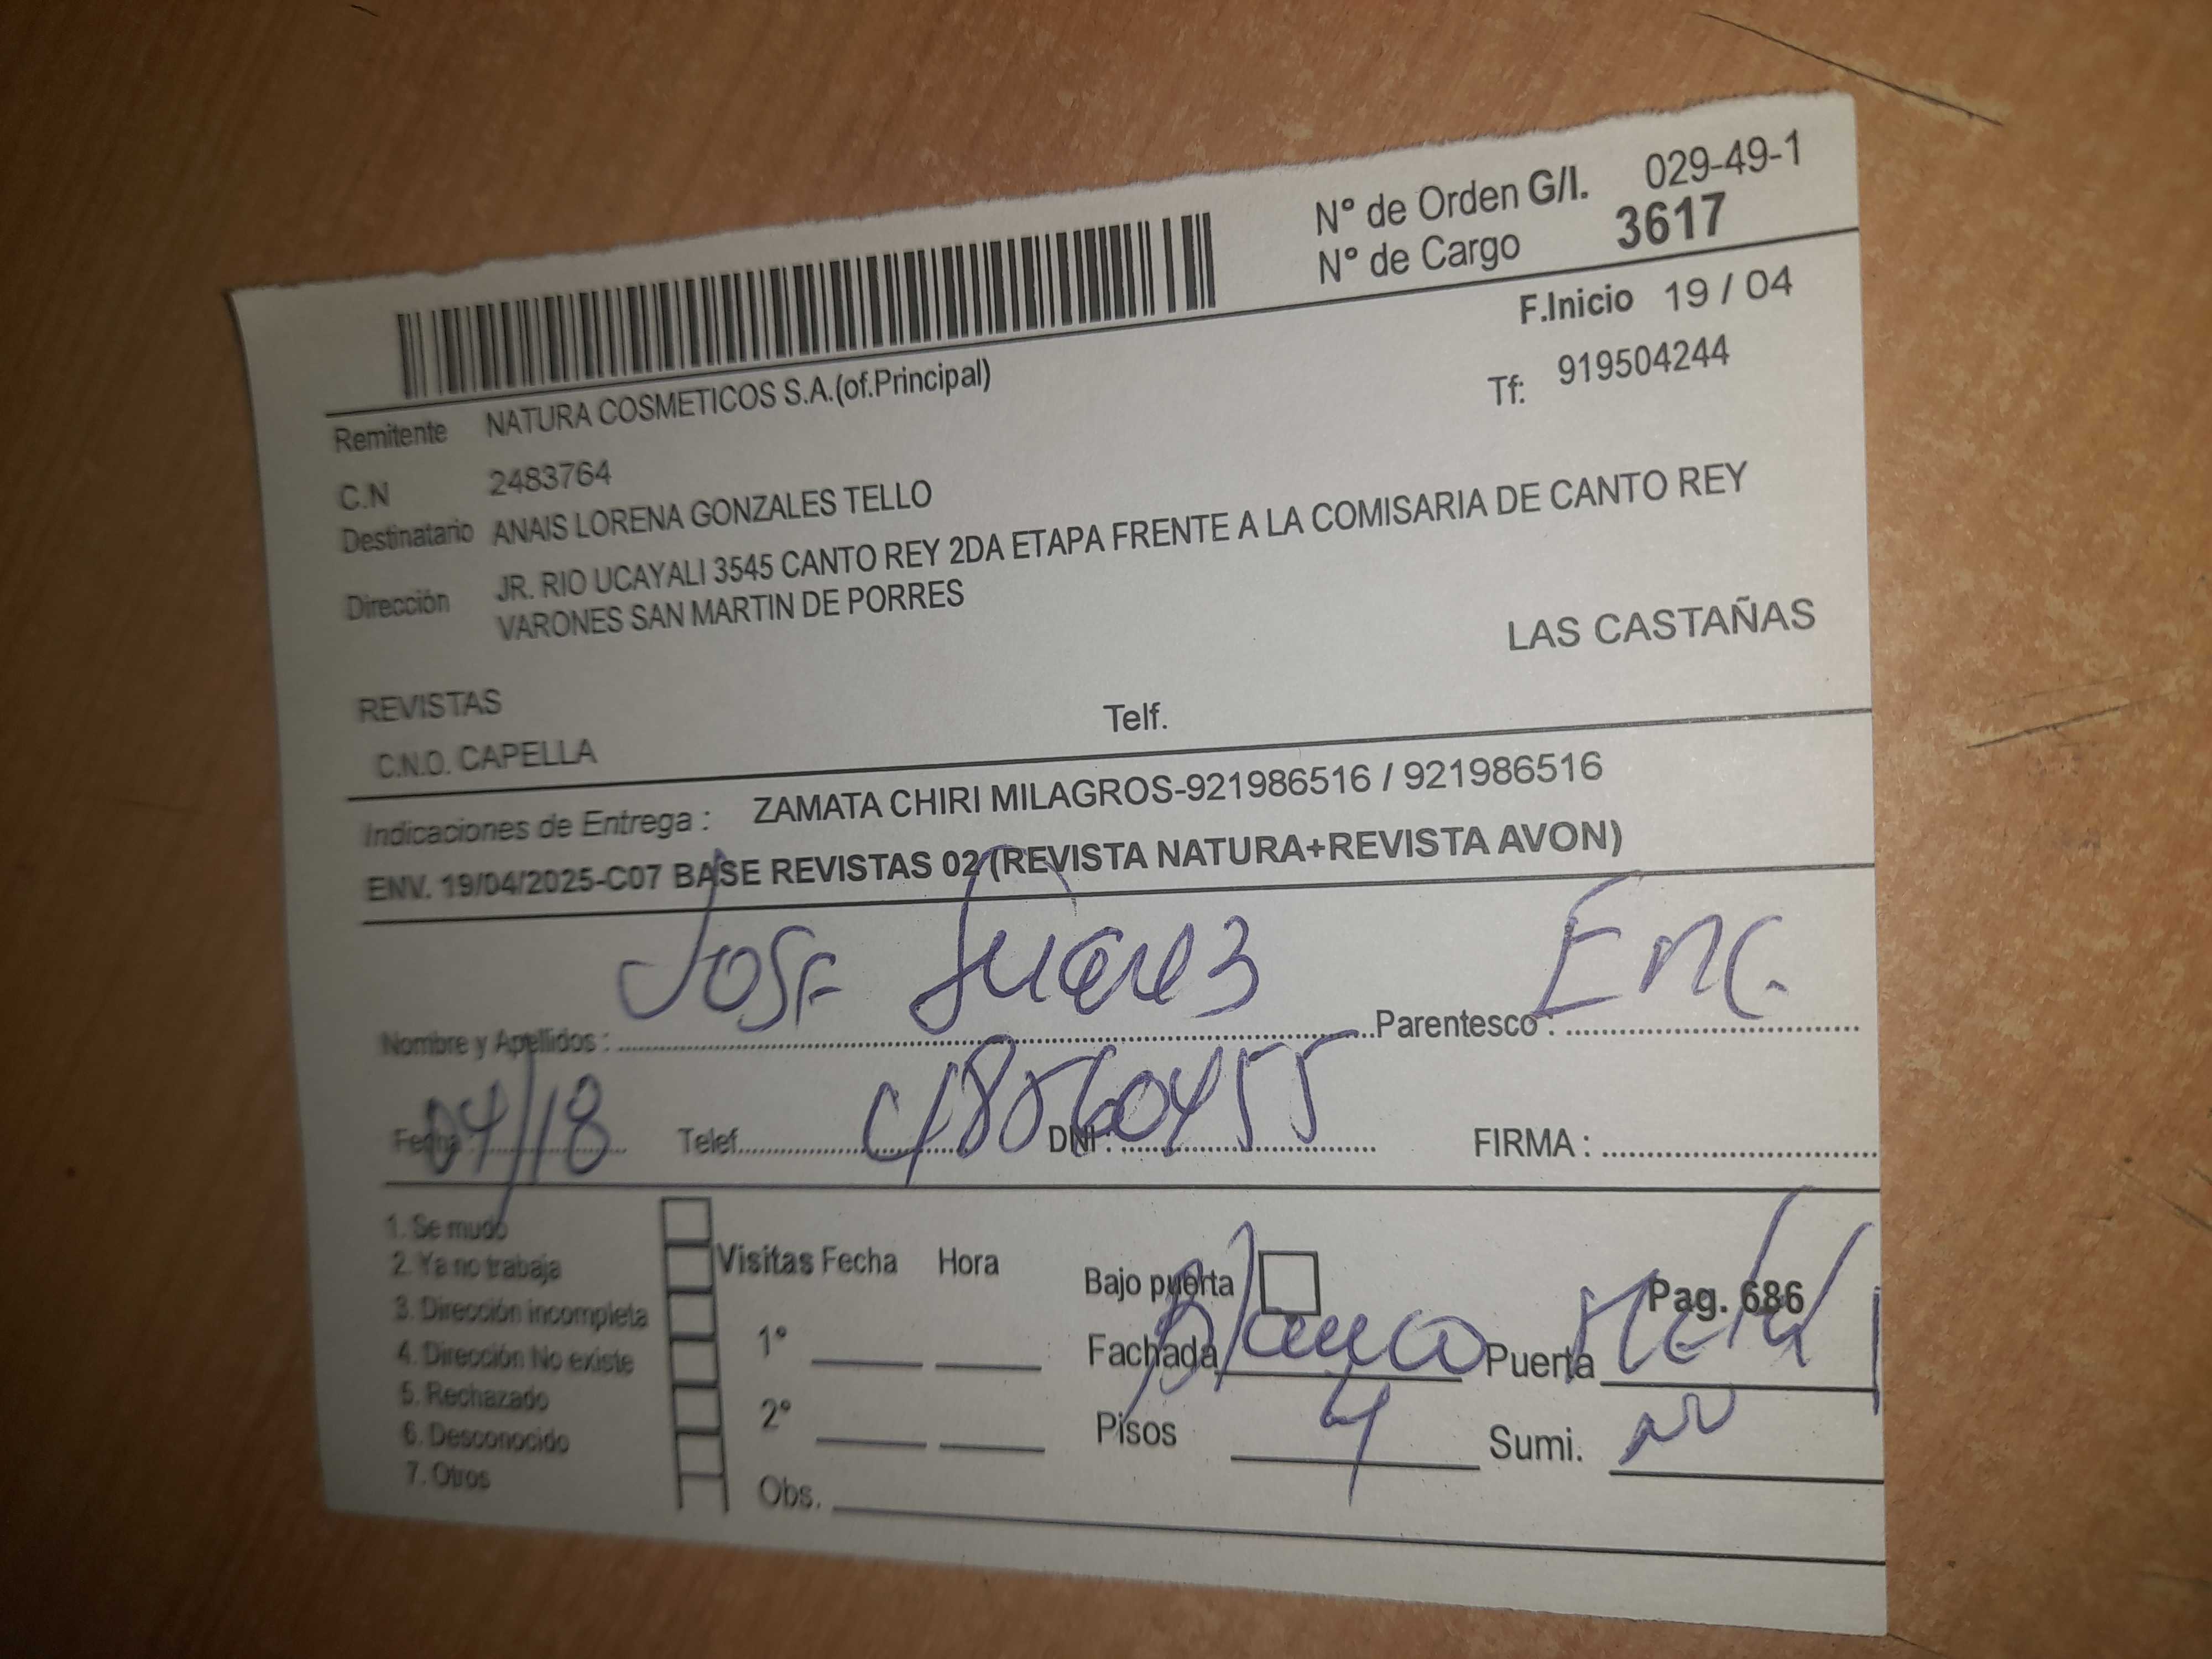 N° de Orden G/I. 029-49-1
N° de Cargo 3617
F.Inicio 19 / 04
Remitente NATURA COSMETICOS S.A.(of.Principal)
Tf: 919504244
C.N 2483764
Destinatario ANAIS LORENA GONZALES TELLO
Dirección JR. RIO UCAYALI 3545 CANTO REY 2DA ETAPA FRENTE A LA COMISARIA DE CANTO REY
VARONES SAN MARTIN DE PORRES
LAS CASTAÑAS
REVISTAS
C.N.O. CAPELLA Telf.
Indicaciones de Entrega : ZAMATA CHIRI MILAGROS-921986516 / 921986516
ENV. 19/04/2025-C07 BASE REVISTAS 02 (REVISTA NATURA+REVISTA AVON)
Nombre y Apellidos : Jose Suarez Parentesco : Enc.
Fecha Telef. DNI : FIRMA :
1. Se mudo
2. Ya no trabaja
3. Dirección incompleta
4. Dirección No existe
5. Rechazado
6. Desconocido
7. Otros
Visitas Fecha Hora
1°
2°
Obs.
Bajo puerta Pag. 686
Fachada Blanco Puerta
Pisos 4 Sumi. NO